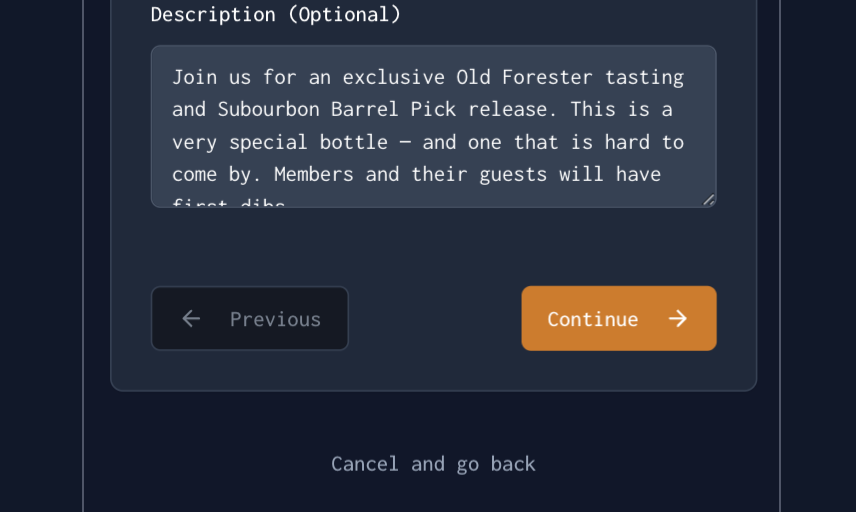 Description (Optional)
Join us for an exclusive Old Forester tasting
and Subourbon Barrel Pick release. This is a
very special bottle — and one that is hard to
come by. Members and their guests will have
first dibs
← Previous
Continue →
Cancel and go back